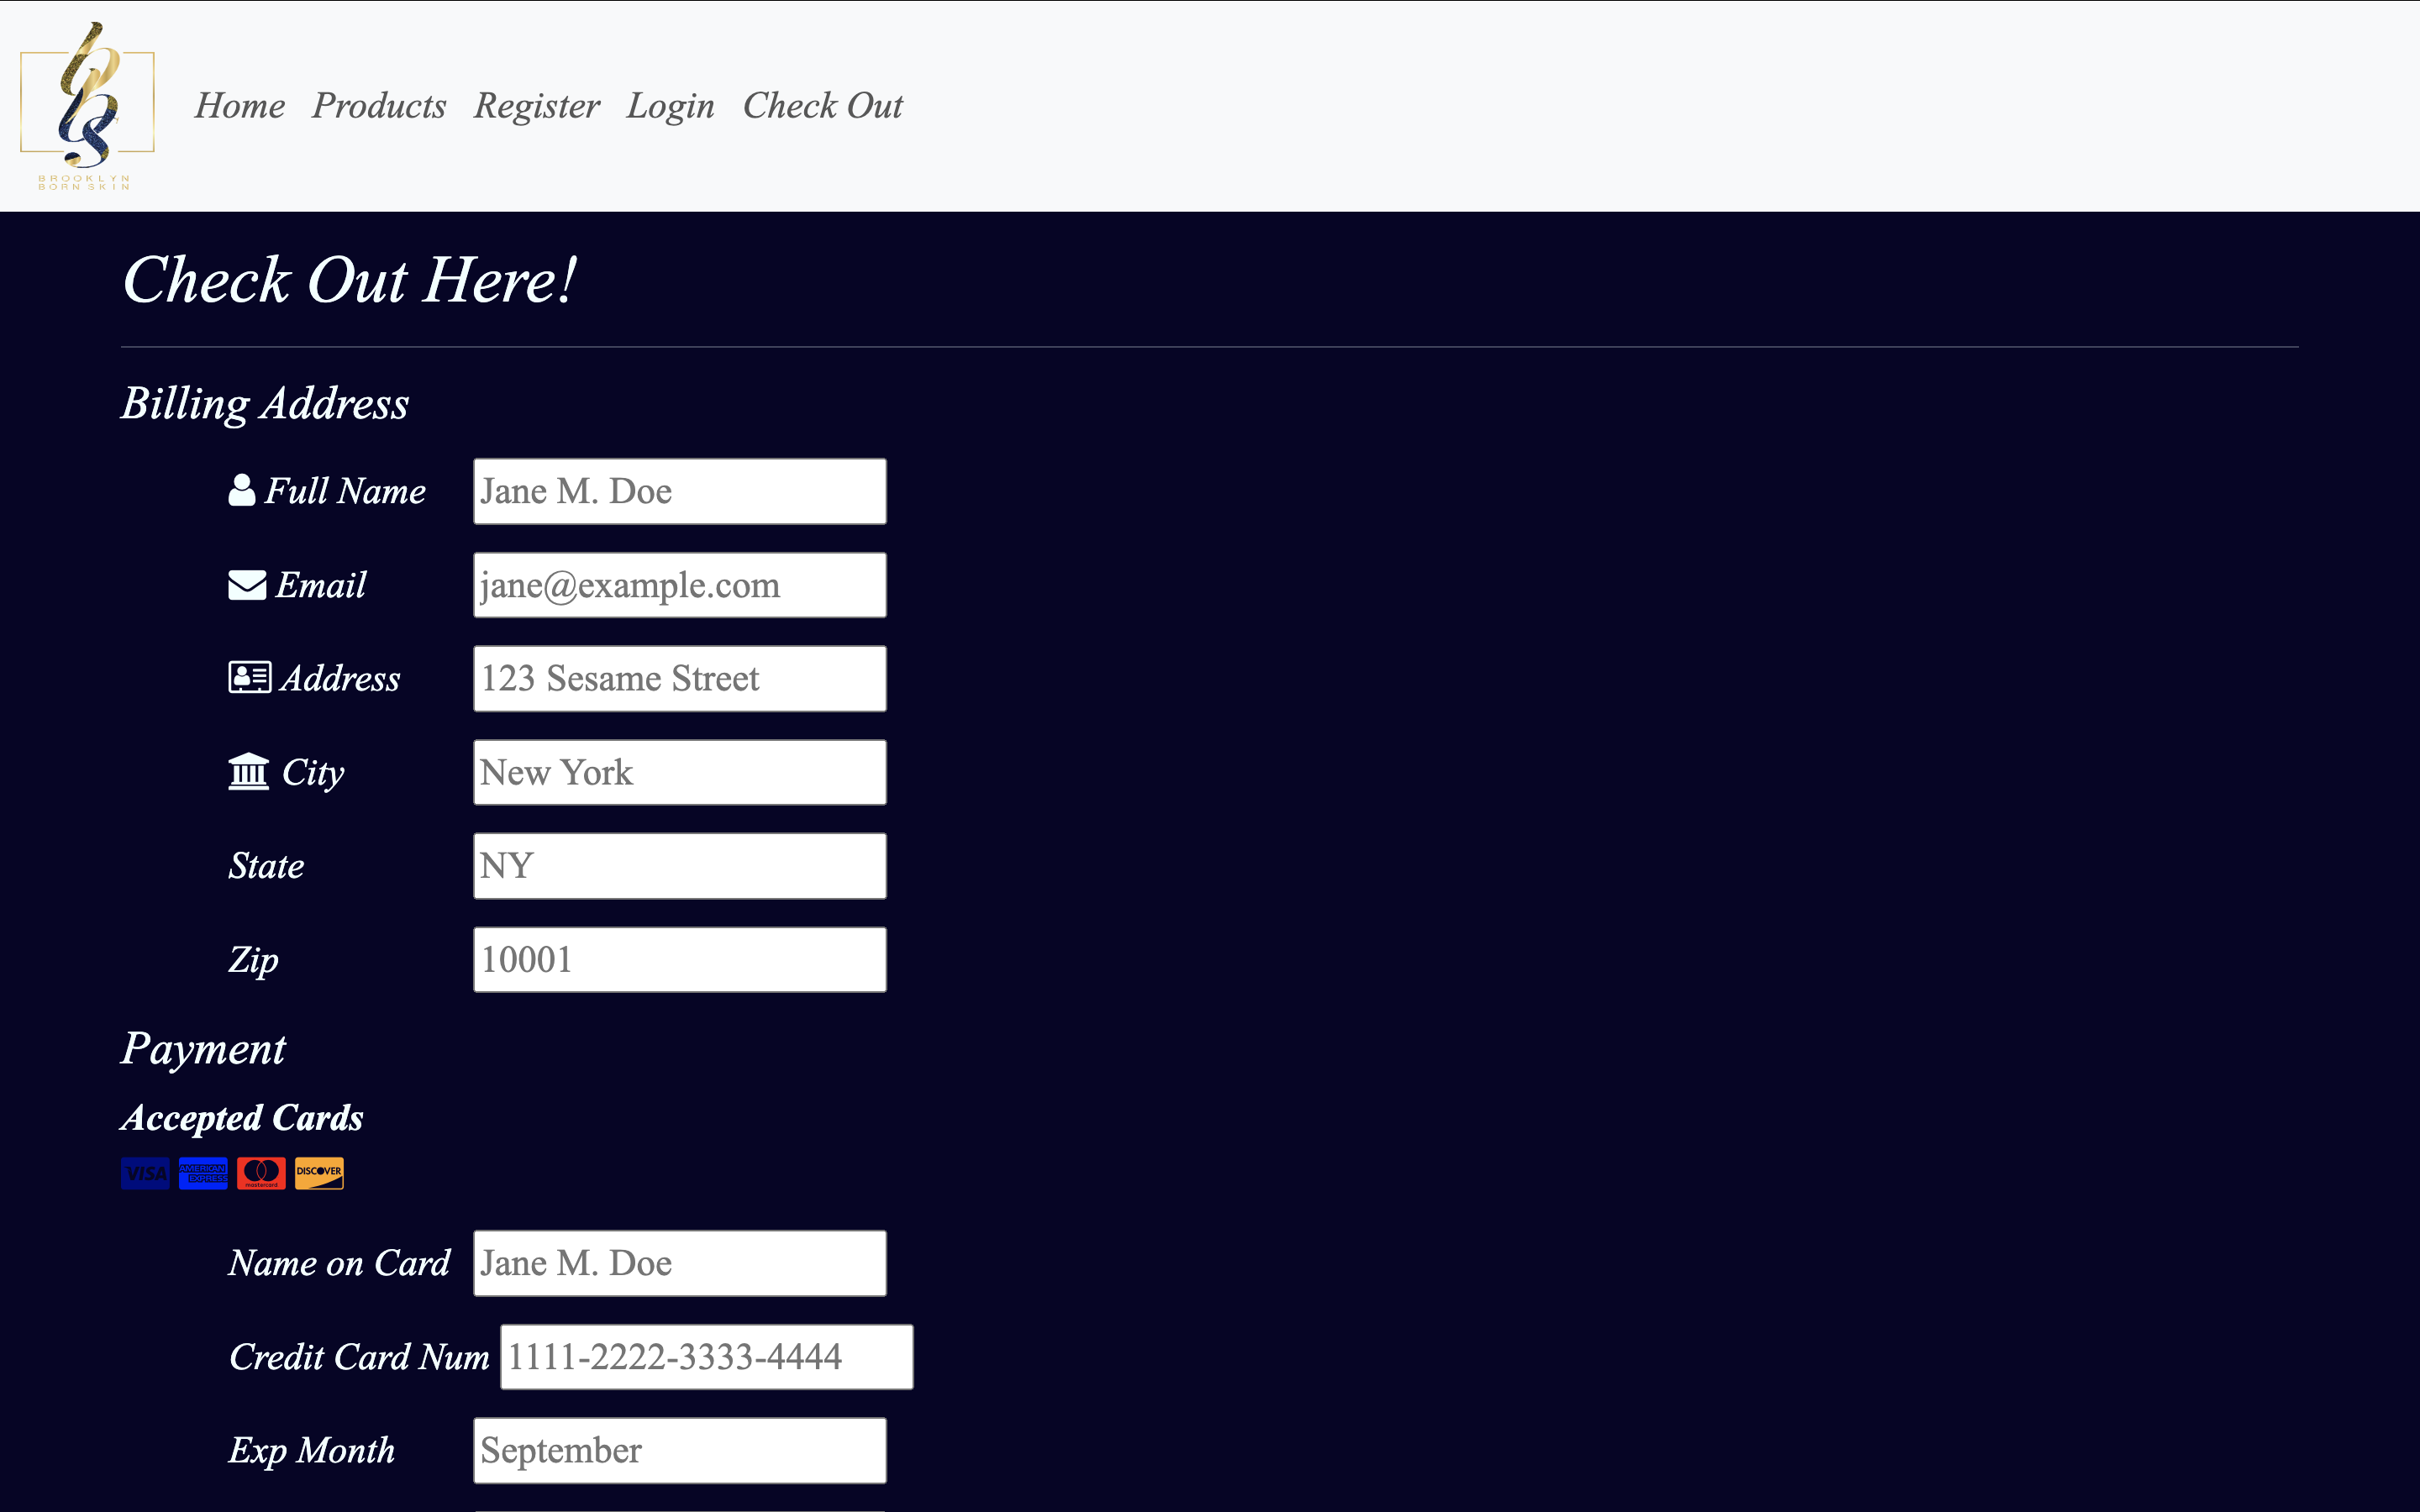 BROOKLYN
BORN SKIN
Home Products Register Login Check Out
Check Out Here!
Billing Address
Full Name Jane M. Doe
Email jane@example.com
Address 123 Sesame Street
City New York
State NY
Zip 10001
Payment
Accepted Cards
VISA AMERICAN EXPRESS mastercard DISCOVER
Name on Card Jane M. Doe
Credit Card Num 1111-2222-3333-4444
Exp Month September